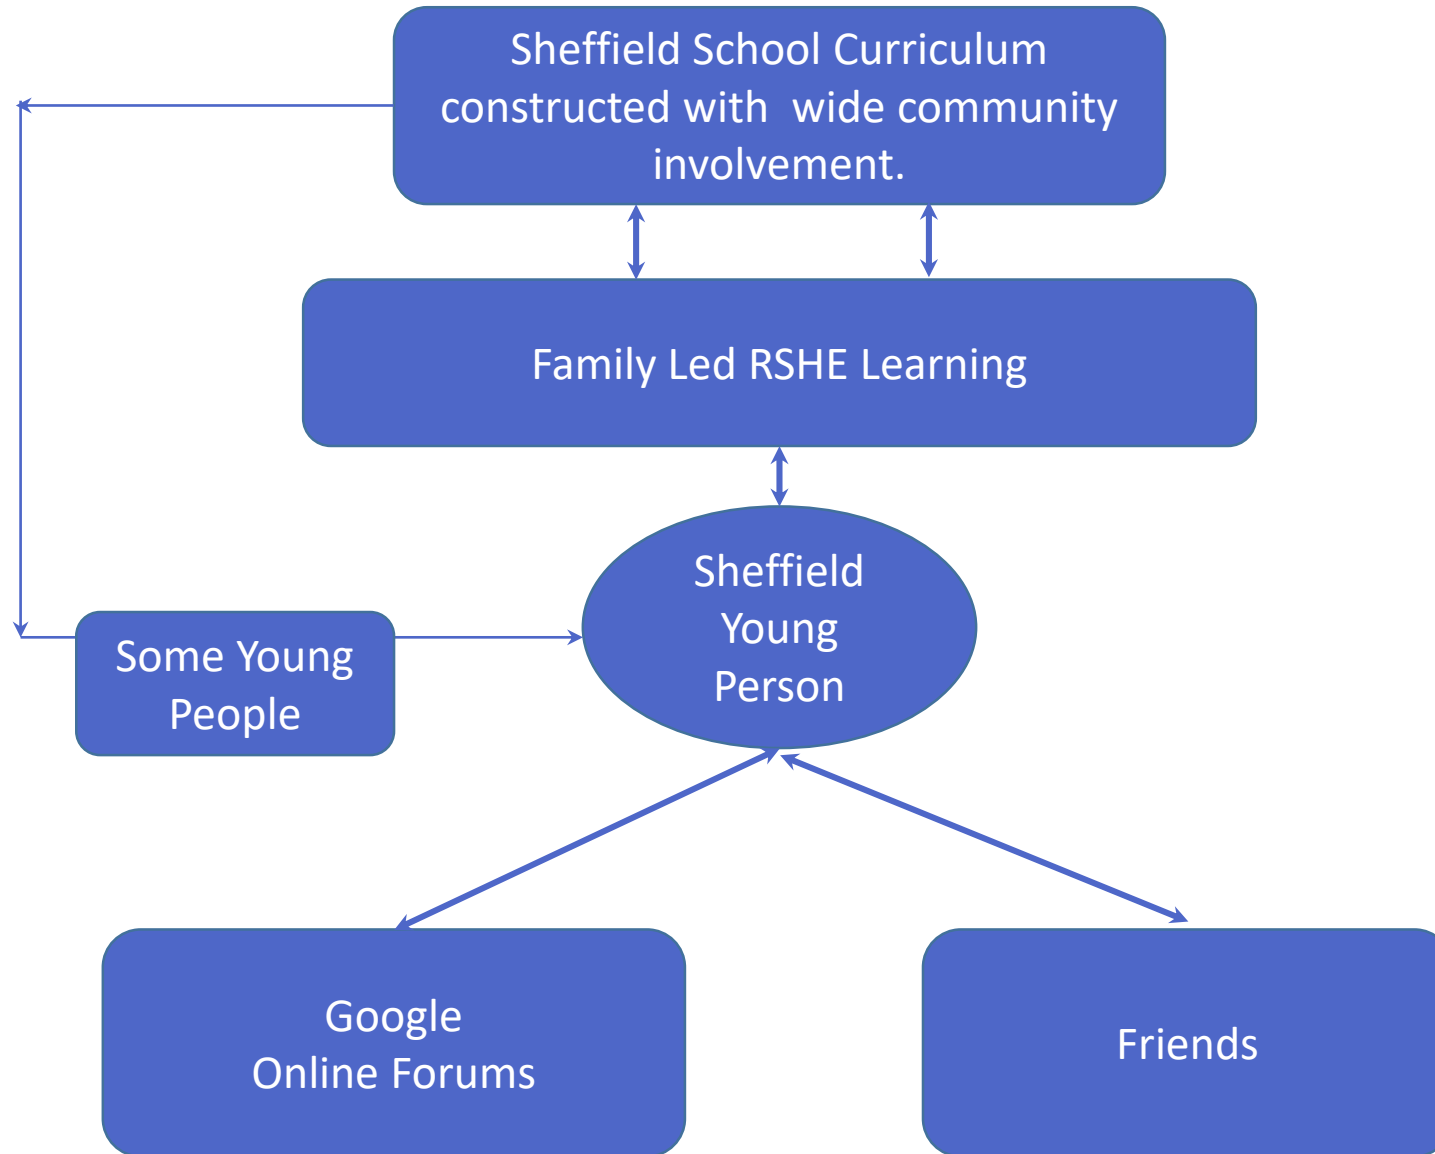 Sheffield School Curriculum
constructed with  wide community
involvement.
Family Led RSHE Learning
Sheffield
Young
Person
Some Young
People
Google
Online Forums
Friends